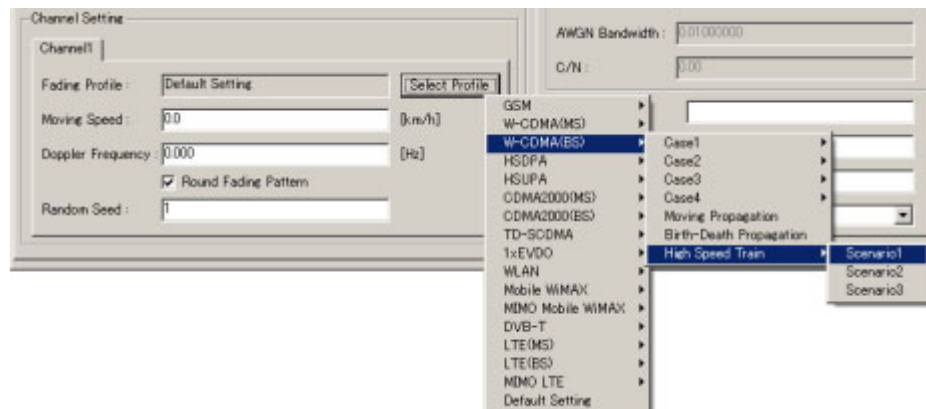 Channel Setting
Channel1
Fading Profile : Default Setting Select Profile
Moving Speed : 0.0 [km/h]
Doppler Frequency : 0.000 [Hz]
Round Fading Pattern
Random Seed : 1
AWGN Bandwidth : 0.01000000
C/N : 0.00
GSM
W-CDMA(MS)
W-CDMA(BS)
HSDPA
HSUPA
CDMA2000(MS)
CDMA2000(BS)
TD-SCDMA
1xEVDO
WLAN
Mobile WiMAX
MIMO Mobile WiMAX
DVB-T
LTE(MS)
LTE(BS)
MIMO LTE
Default Setting
Case1
Case2
Case3
Case4
Moving Propagation
Birth-Death Propagation
High Speed Train
Scenario1
Scenario2
Scenario3